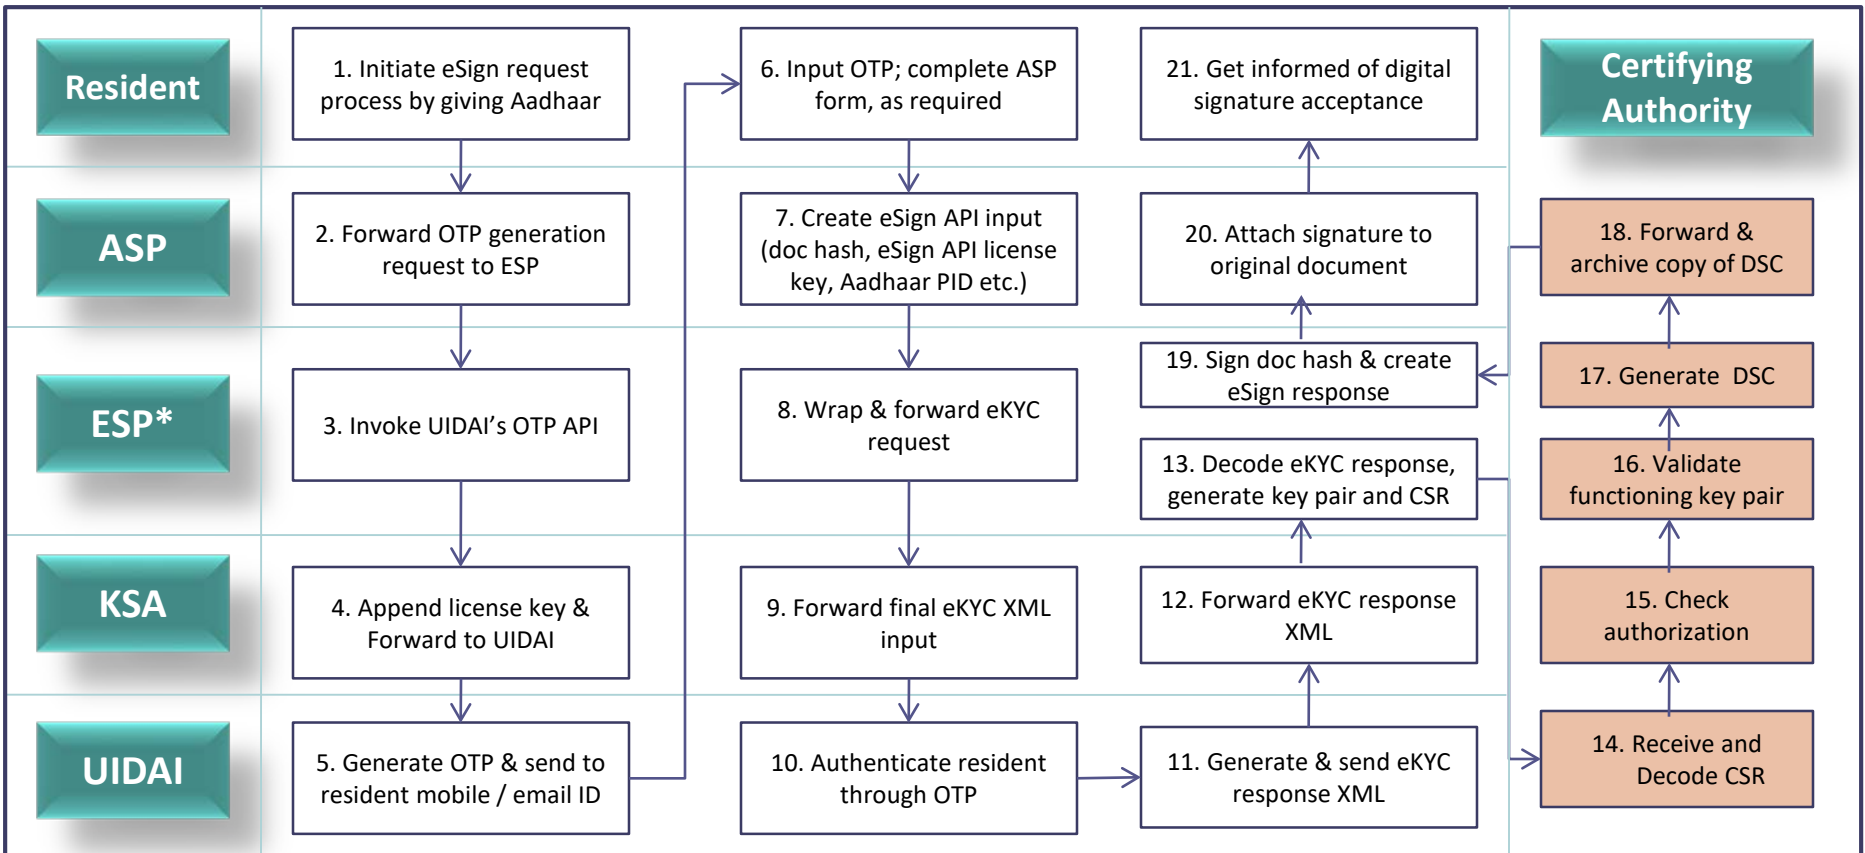 Resident
1. Initiate eSign request
process by giving Aadhaar
6. Input OTP; complete ASP
form, as required
21. Get informed of digital
signature acceptance
Certifying
Authority
ASP
2. Forward OTP generation
request to ESP
7. Create eSign API input
(doc hash, eSign API license
key, Aadhaar PID etc.)
20. Attach signature to
original document
18. Forward &
archive copy of DSC
ESP*
3. Invoke UIDAI’s OTP API
8. Wrap & forward eKYC
request
19. Sign doc hash & create
eSign response
17. Generate  DSC
13. Decode eKYC response,
generate key pair and CSR
16. Validate
functioning key pair
KSA
4. Append license key &
Forward to UIDAI
9. Forward final eKYC XML
input
12. Forward eKYC response
XML
15. Check
authorization
UIDAI
5. Generate OTP & send to
resident mobile / email ID
10. Authenticate resident
through OTP
11. Generate & send eKYC
response XML
14. Receive and
Decode CSR